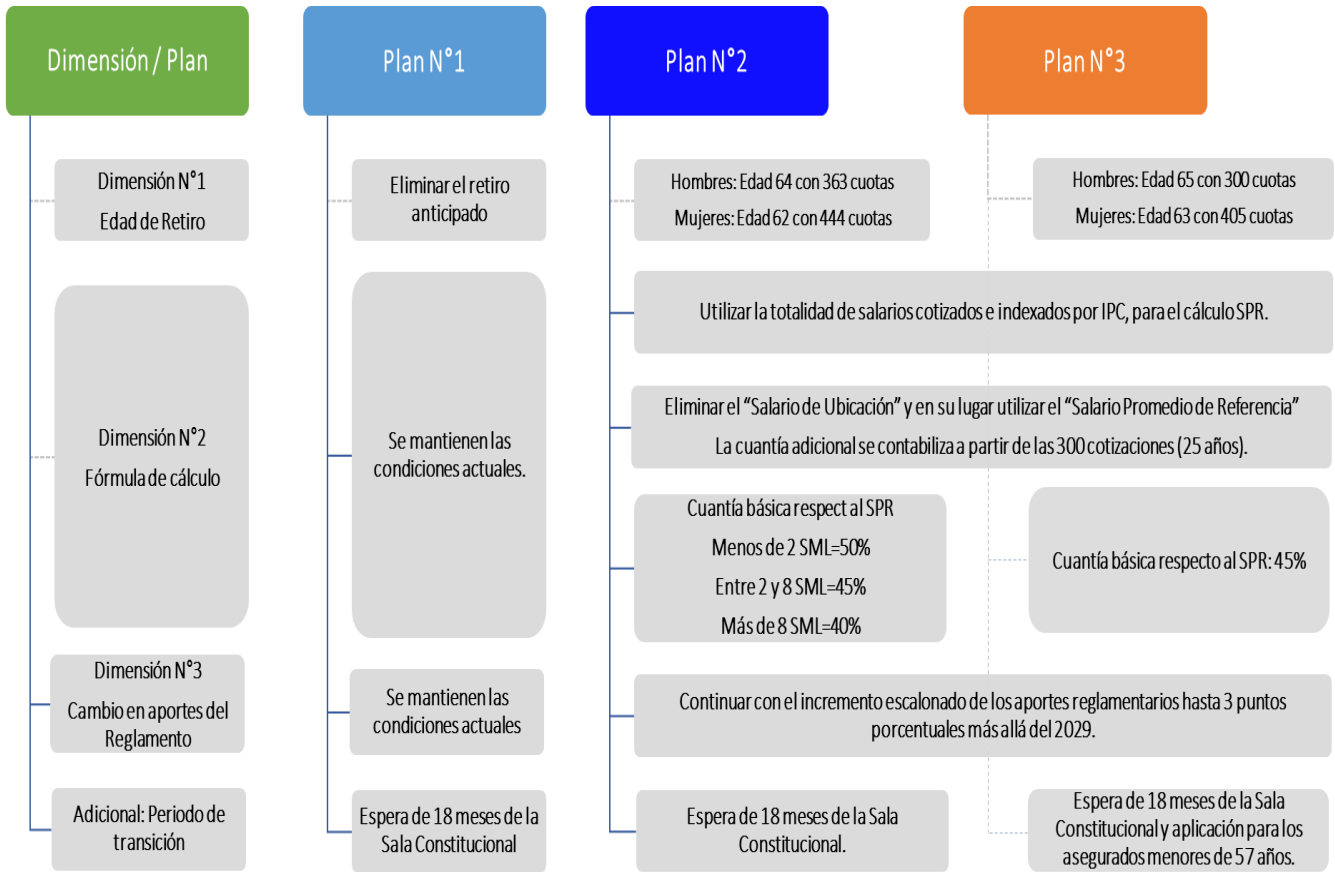 Dimensión / Plan
Plan N°1
Plan N°2
Plan N°3
Dimensión N°1
Edad de Retiro
Eliminar el retiro
anticipado
Hombres: Edad 64 con 363 cuotas
Mujeres: Edad 62 con 444 cuotas
Hombres: Edad 65 con 300 cuotas
Mujeres: Edad 63 con 405 cuotas
Dimensión N°2
Fórmula de cálculo
Se mantienen las
condiciones actuales.
Utilizar la totalidad de salarios cotizados e indexados por IPC, para el cálculo SPR.
Eliminar el “Salario de Ubicación” y en su lugar utilizar el “Salario Promedio de Referencia”
La cuantía adicional se contabiliza a partir de las 300 cotizaciones (25 años).
Cuantía básica respect al SPR
Menos de 2 SML=50%
Entre 2 y 8 SML=45%
Más de 8 SML=40%
Cuantía básica respecto al SPR: 45%
Dimensión N°3
Cambio en aportes del
Reglamento
Se mantienen las
condiciones actuales
Continuar con el incremento escalonado de los aportes reglamentarios hasta 3 puntos
porcentuales más allá del 2029.
Adicional: Periodo de
transición
Espera de 18 meses de la
Sala Constitucional
Espera de 18 meses de la Sala
Constitucional.
Espera de 18 meses de la Sala
Constitucional y aplicación para los
asegurados menores de 57 años.